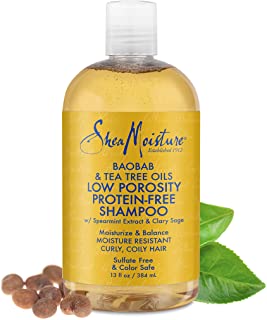 SheaMoisture
Established 1912
BAOBAB
& TEA TREE OILS
LOW POROSITY
PROTEIN-FREE
SHAMPOO
w/ Spearmint Extract & Clary Sage
Moisturize & Balance
MOISTURE RESISTANT
CURLY, COILY HAIR
Sulfate Free
& Color Safe
13 fl oz / 384 mL